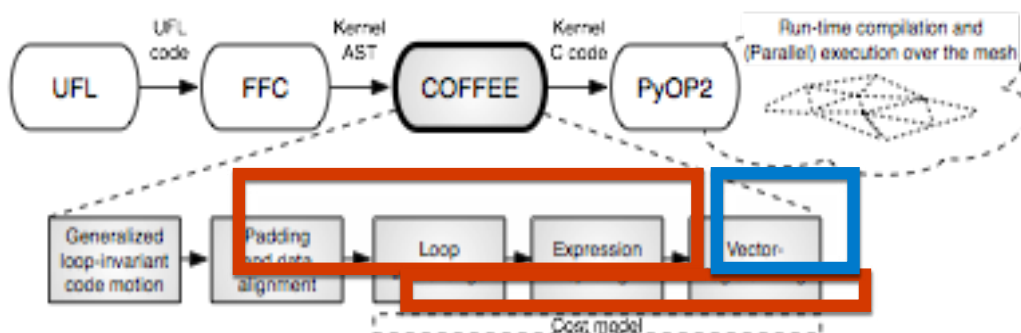 UFL
code
Kernel
AST
Kernel
C code
Run-time compilation and
(Parallel) execution over the mesh
UFL
FFC
COFFEE
PyOP2
Generalized
loop-invariant
code motion
Padding
and data
alignment
Loop
Expression
Vector-
Cost model